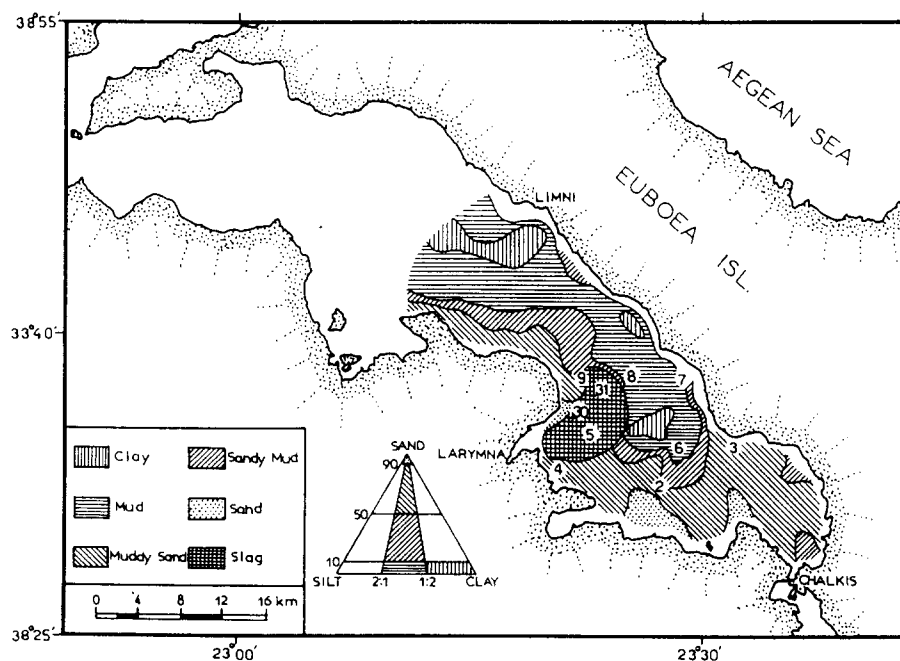 38°55'
AEGEAN SEA
EUBOEA ISL
LIMNI
33°40'
9
8
7
31
30
5
6
3
LARYMNA
4
2
CHALKIS
Clay
Sandy Mud
Mud
Sand
Muddy Sand
Slag
0 4 8 12 16 km
SAND
90
50
10
SILT 2:1 1:2 CLAY
38°25'
23°00'
23°30'